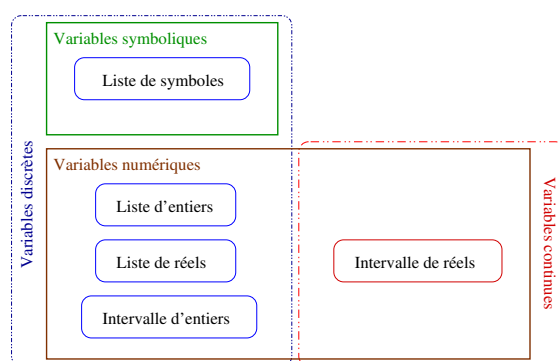 Variables symboliques
Liste de symboles
Variables discrètes
Variables numériques
Liste d'entiers
Liste de réels
Intervalle d'entiers
Intervalle de réels
Variables continues